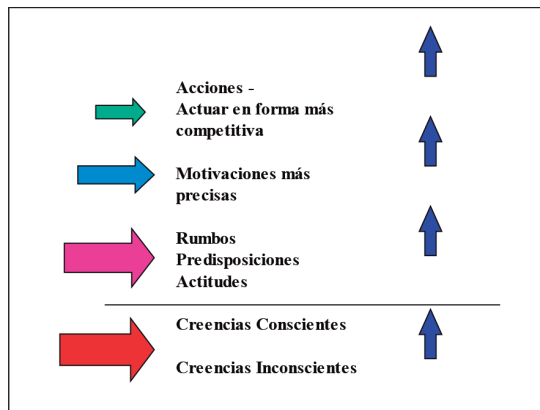 Acciones -
Actuar en forma más
competitiva
Motivaciones más
precisas
Rumbos
Predisposiciones
Actitudes
Creencias Conscientes
Creencias Inconscientes